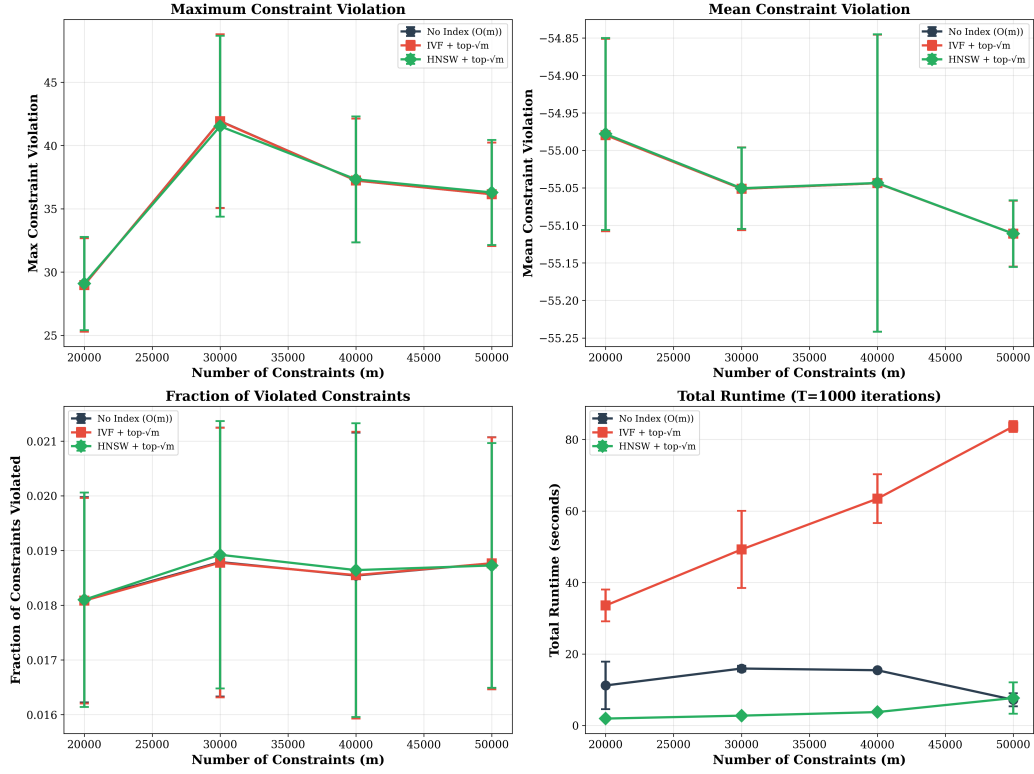 Maximum Constraint Violation
No Index (O(m))
IVF + top-√m
HNSW + top-√m
Max Constraint Violation
45
40
35
30
25
20000 25000 30000 35000 40000 45000 50000
Number of Constraints (m)
Mean Constraint Violation
No Index (O(m))
IVF + top-√m
HNSW + top-√m
Mean Constraint Violation
−54.85
−54.90
−54.95
−55.00
−55.05
−55.10
−55.15
−55.20
−55.25
20000 25000 30000 35000 40000 45000 50000
Number of Constraints (m)
Fraction of Violated Constraints
No Index (O(m))
IVF + top-√m
HNSW + top-√m
Fraction of Constraints Violated
0.021
0.020
0.019
0.018
0.017
0.016
20000 25000 30000 35000 40000 45000 50000
Number of Constraints (m)
Total Runtime (T=1000 iterations)
No Index (O(m))
IVF + top-√m
HNSW + top-√m
Total Runtime (seconds)
80
60
40
20
0
20000 25000 30000 35000 40000 45000 50000
Number of Constraints (m)